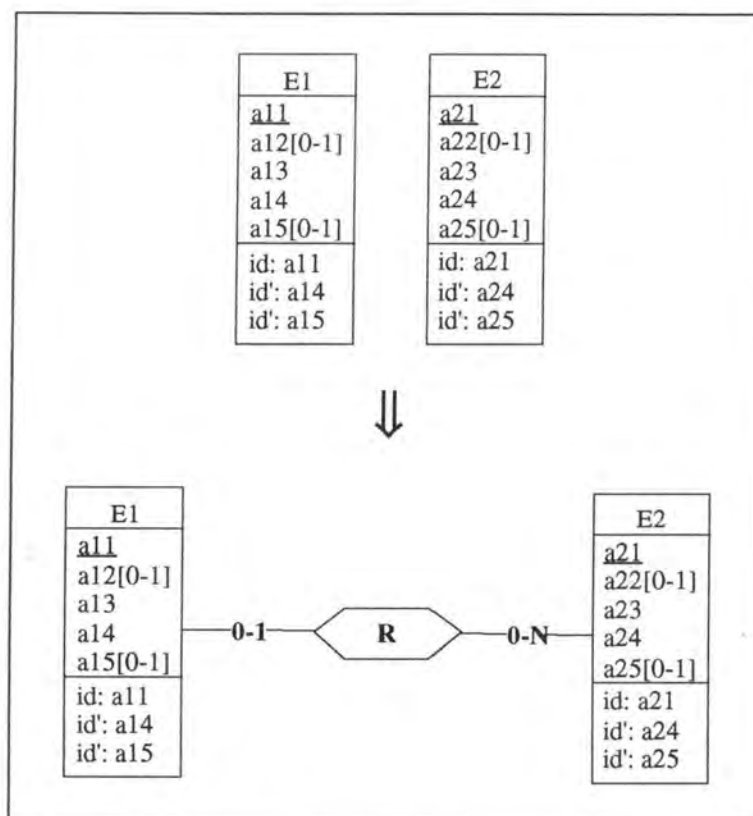 E1
a11
a12[0-1]
a13
a14
a15[0-1]
id: a11
id': a14
id': a15
E2
a21
a22[0-1]
a23
a24
a25[0-1]
id: a21
id': a24
id': a25
⇓
E1
a11
a12[0-1]
a13
a14
a15[0-1]
id: a11
id': a14
id': a15
0-1
R
0-N
E2
a21
a22[0-1]
a23
a24
a25[0-1]
id: a21
id': a24
id': a25